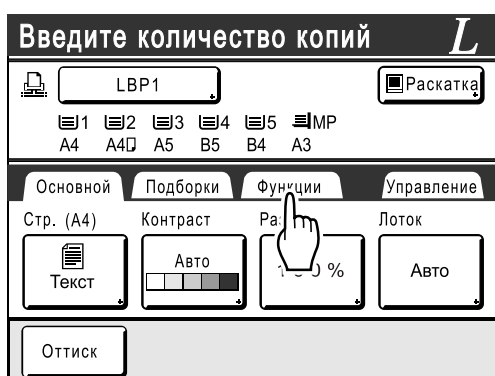 Введите количество копий L
LBP1 Раскатка
1 2 3 4 5 MP
A4 A4 A5 B5 B4 A3
Основной Подборки Функции Управление
Стр. (A4) Контраст Лоток
Текст Авто % Авто
Оттиск